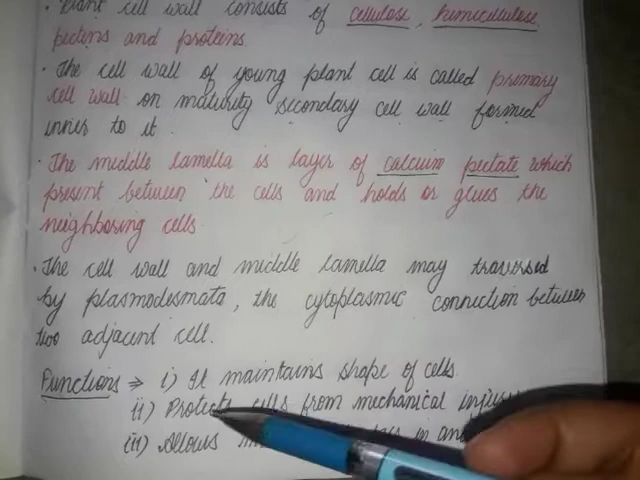 • Plant cell wall consists of cellulose, hemicellulose,
pectins and proteins.
• The cell wall of young plant cell is called primary
cell wall on maturity secondary cell wall formed
inner to it.
• The middle lamella is layer of calcium pectate which
present between the cells and holds or glues the
neighboring cells.
• The cell wall and middle lamella may traversed
by plasmodesmata, the cytoplasmic connection between
two adjacent cell.
Functions ⇒ i) It maintains shape of cells.
ii) Protects cells from mechanical
iii) Allows in and